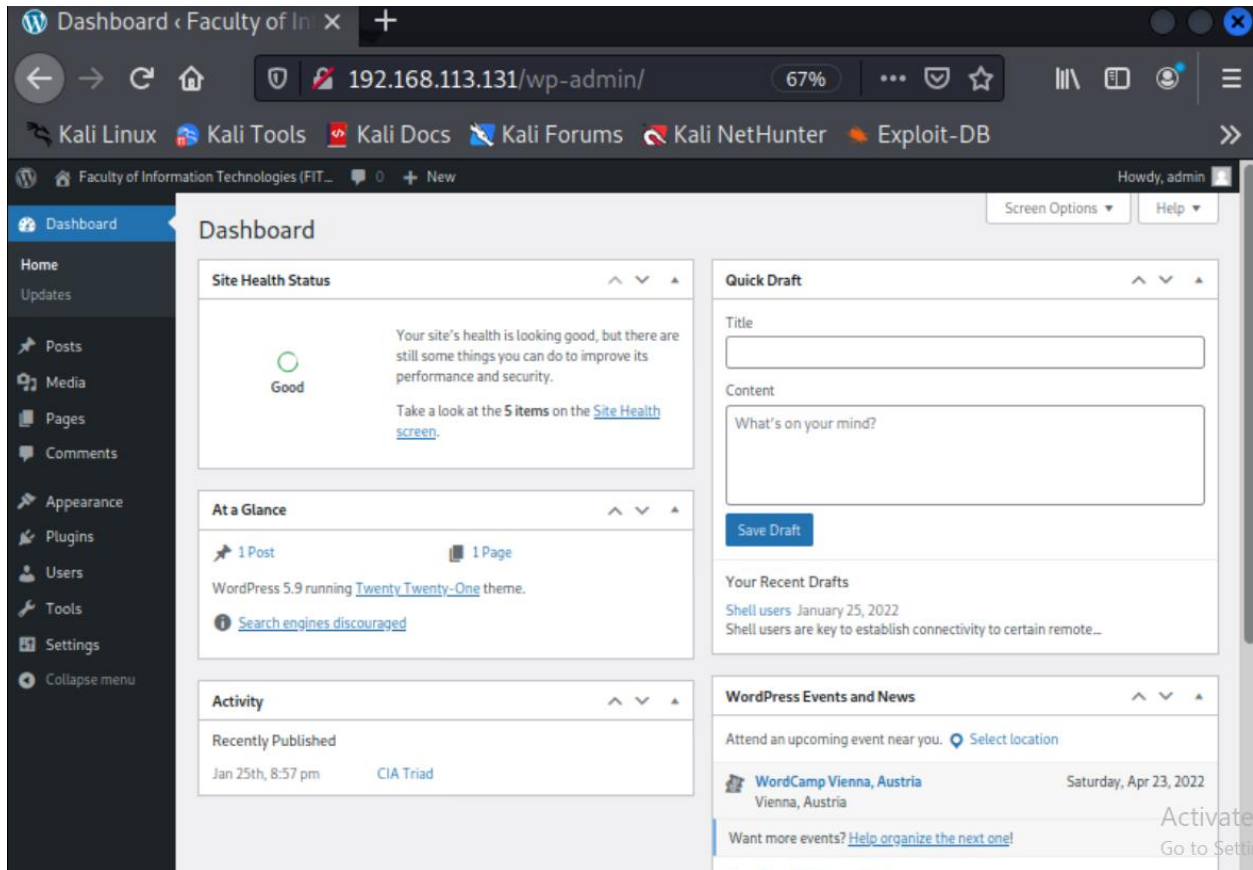 Dashboard ‹ Faculty of In
192.168.113.131/wp-admin/
67%
Kali Linux
Kali Tools
Kali Docs
Kali Forums
Kali NetHunter
Exploit-DB
Faculty of Information Technologies (FIT...
0
New
Howdy, admin
Dashboard
Home
Updates
Posts
Media
Pages
Comments
Appearance
Plugins
Users
Tools
Settings
Collapse menu
Screen Options
Help
Dashboard
Site Health Status
Good
Your site's health is looking good, but there are
still some things you can do to improve its
performance and security.
Take a look at the 5 items on the Site Health
screen.
At a Glance
1 Post
1 Page
WordPress 5.9 running Twenty Twenty-One theme.
Search engines discouraged
Activity
Recently Published
Jan 25th, 8:57 pm
CIA Triad
Quick Draft
Title
Content
What's on your mind?
Save Draft
Your Recent Drafts
Shell users January 25, 2022
Shell users are key to establish connectivity to certain remote...
WordPress Events and News
Attend an upcoming event near you. Select location
WordCamp Vienna, Austria
Saturday, Apr 23, 2022
Vienna, Austria
Want more events? Help organize the next one!
Activate
Go to Setti